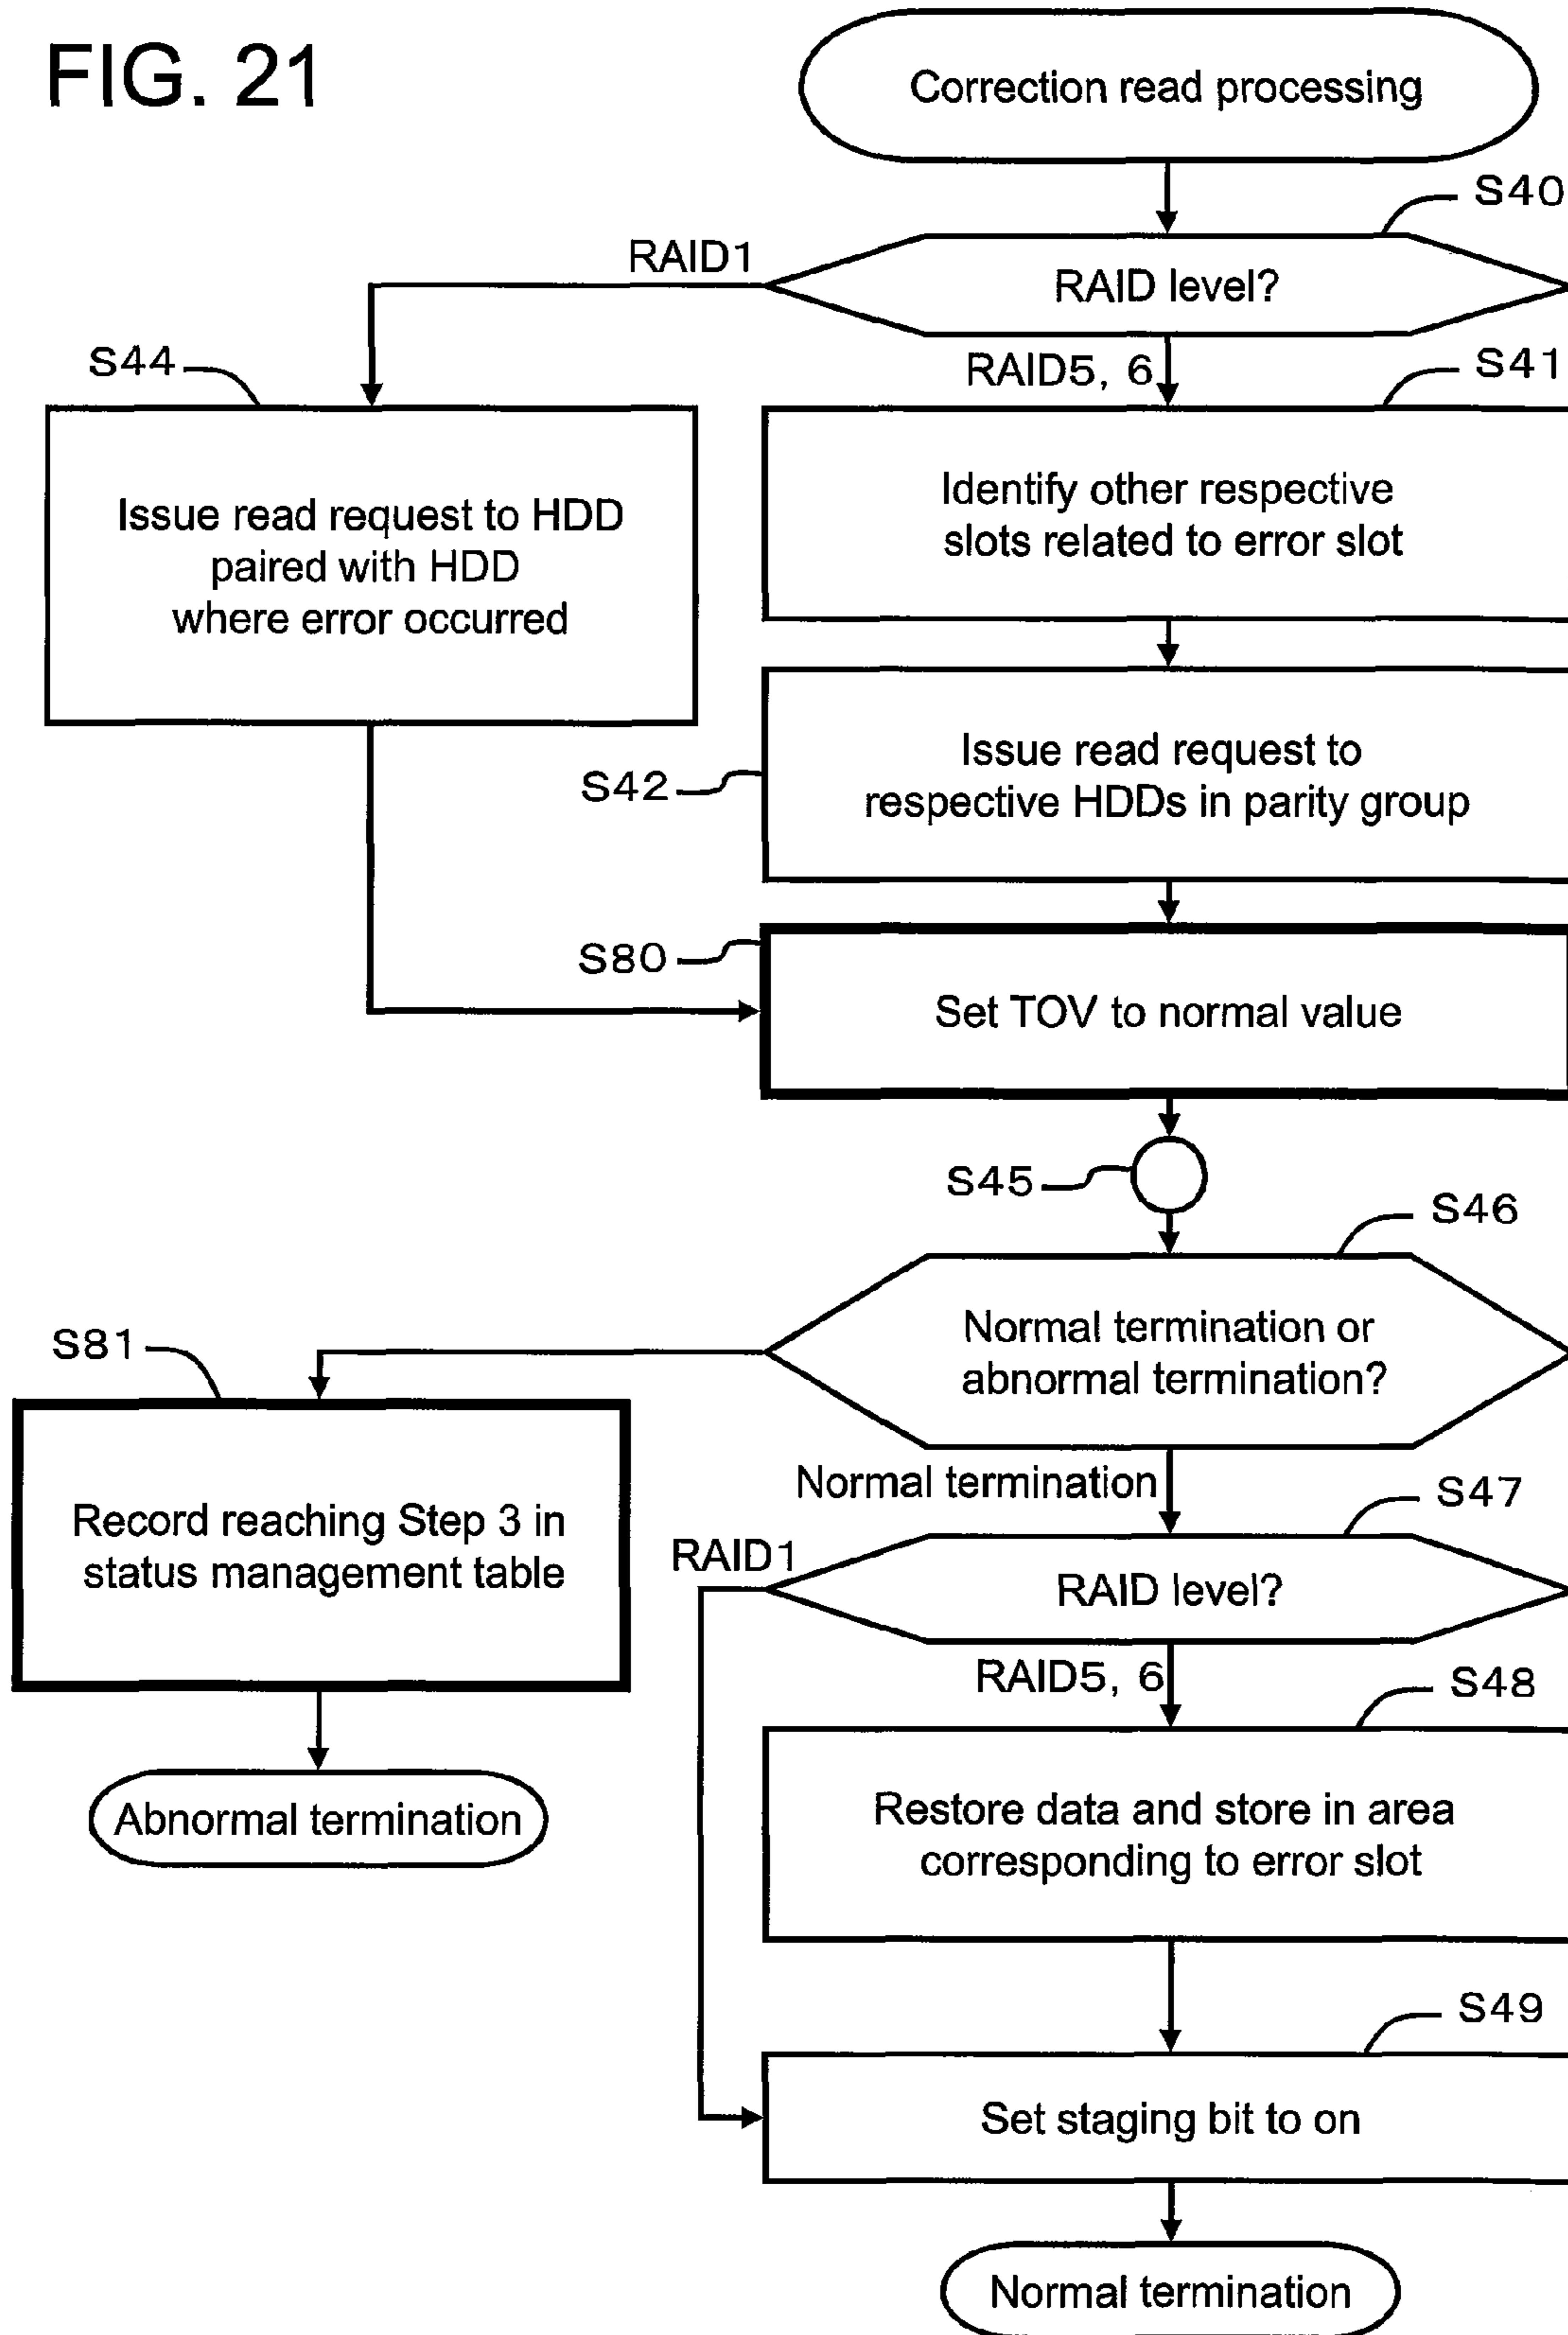 FIG. 21
Correction read processing
S40
RAID1
RAID level?
S44
RAID5, 6
S41
Issue read request to HDD
paired with HDD
where error occurred
Identify other respective
slots related to error slot
S42
Issue read request to
respective HDDs in parity group
S80
Set TOV to normal value
S45
S46
Normal termination or
abnormal termination?
S81
Record reaching Step 3 in
status management table
Normal termination
S47
RAID1
RAID level?
RAID5, 6
S48
Abnormal termination
Restore data and store in area
corresponding to error slot
S49
Set staging bit to on
Normal termination